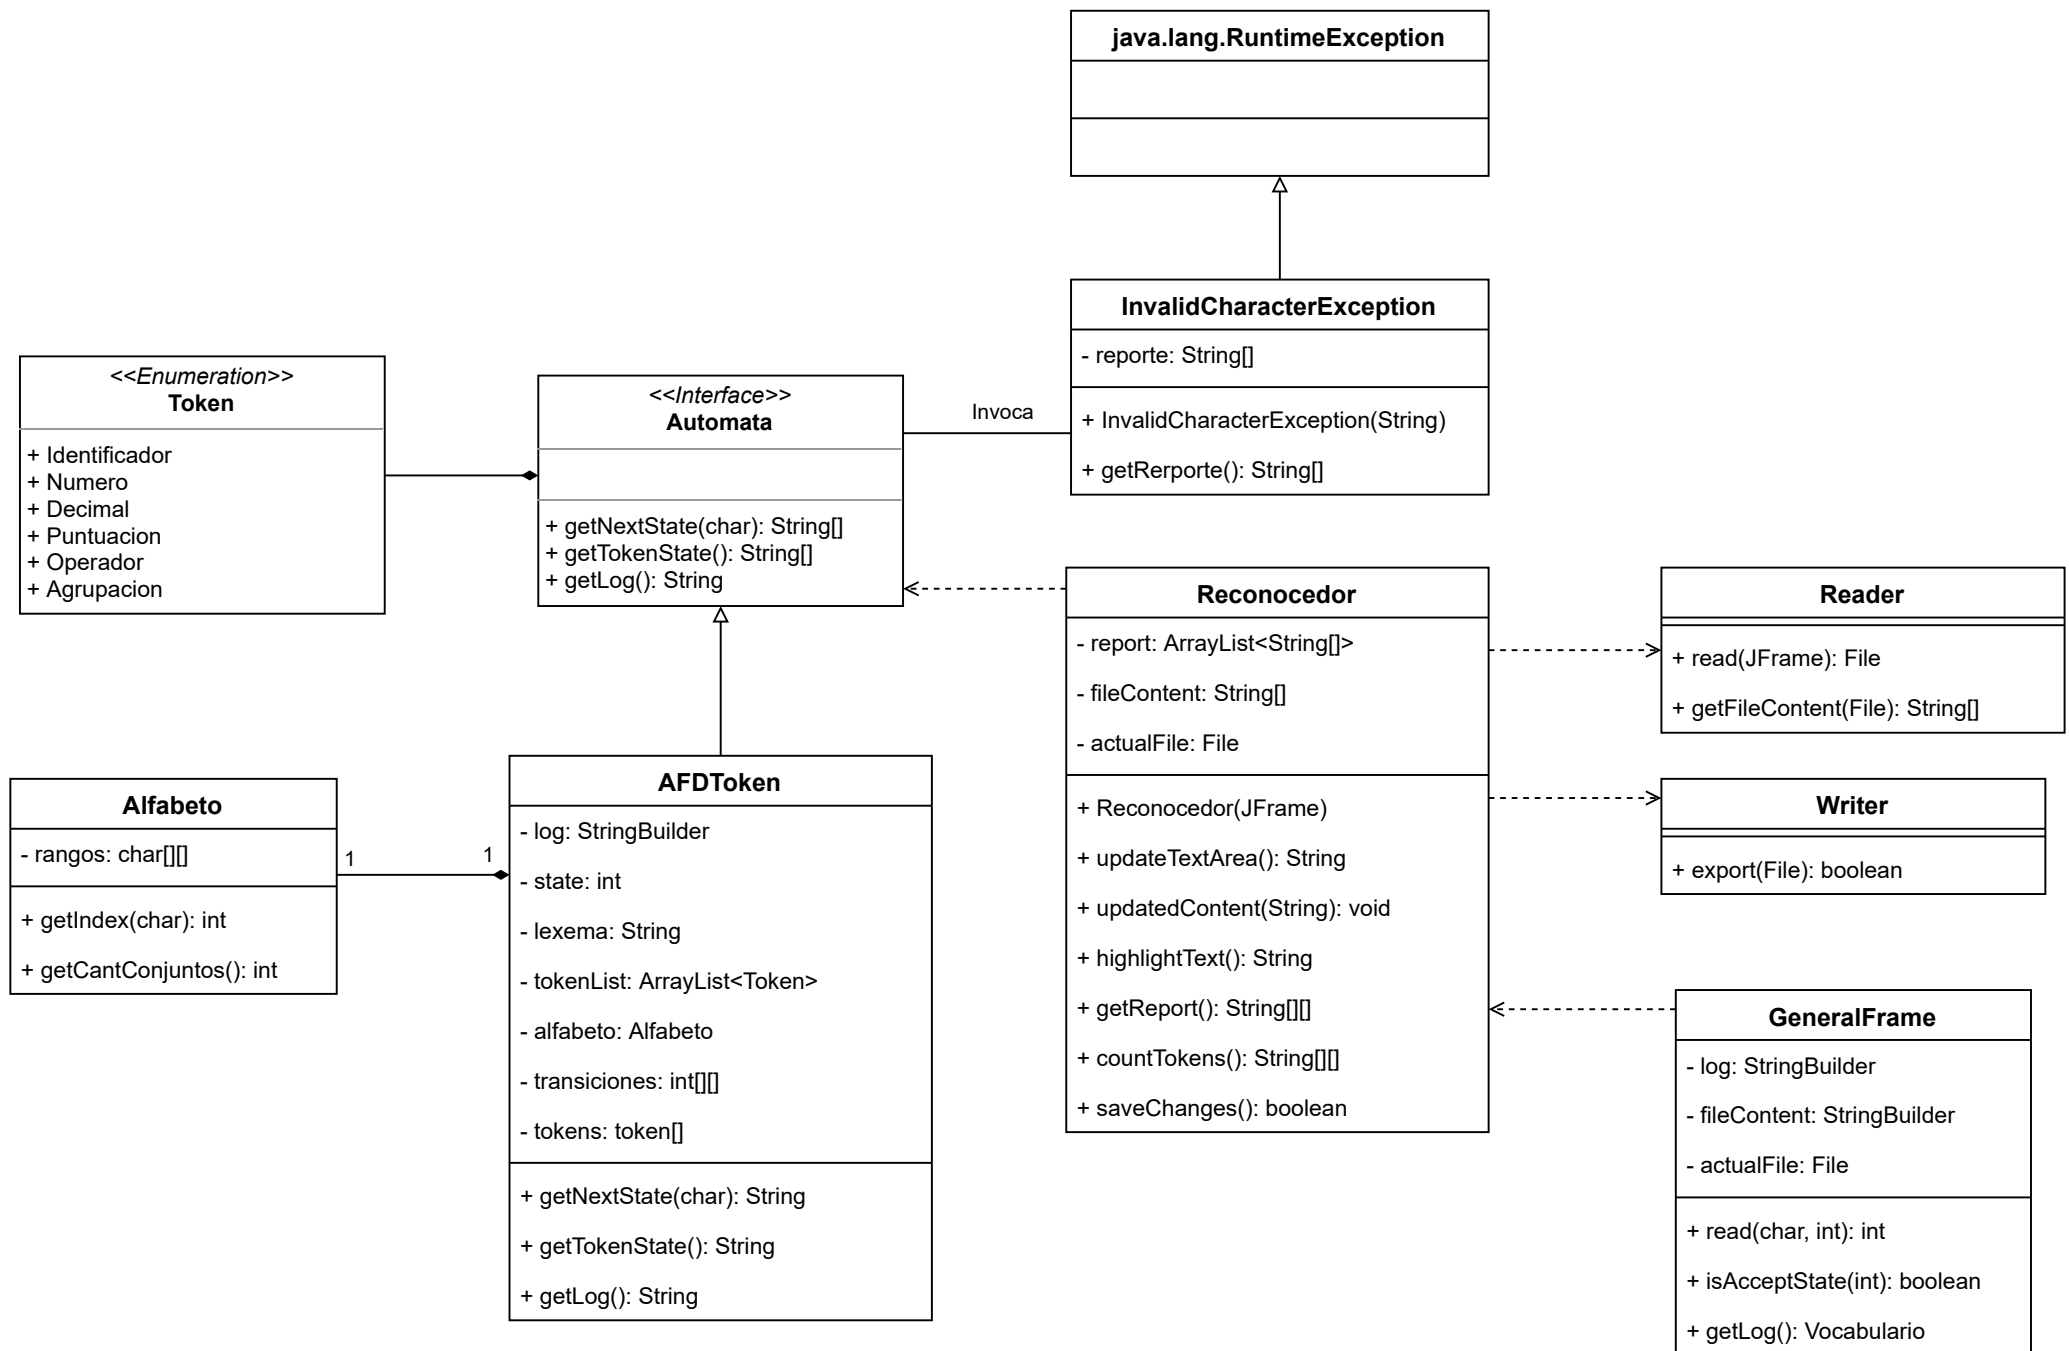 java.lang.RuntimeException
InvalidCharacterException
- reporte: String[]
+ InvalidCharacterException(String)
+ getRerporte(): String[]
<<Enumeration>>
Token
+ Identificador
+ Numero
+ Decimal
+ Puntuacion
+ Operador
+ Agrupacion
<<Interface>>
Automata
+ getNextState(char): String[]
+ getTokenState(): String[]
+ getLog(): String
Invoca
Reconocedor
- report: ArrayList<String[]>
- fileContent: String[]
- actualFile: File
+ Reconocedor(JFrame)
+ updateTextArea(): String
+ updatedContent(String): void
+ highlightText(): String
+ getReport(): String[][]
+ countTokens(): String[][]
+ saveChanges(): boolean
Reader
+ read(JFrame): File
+ getFileContent(File): String[]
Writer
+ export(File): boolean
Alfabeto
- rangos: char[][]
+ getIndex(char): int
+ getCantConjuntos(): int
1
1
AFDToken
- log: StringBuilder
- state: int
- lexema: String
- tokenList: ArrayList<Token>
- alfabeto: Alfabeto
- transiciones: int[][]
- tokens: token[]
+ getNextState(char): String
+ getTokenState(): String
+ getLog(): String
GeneralFrame
- log: StringBuilder
- fileContent: StringBuilder
- actualFile: File
+ read(char, int): int
+ isAcceptState(int): boolean
+ getLog(): Vocabulario